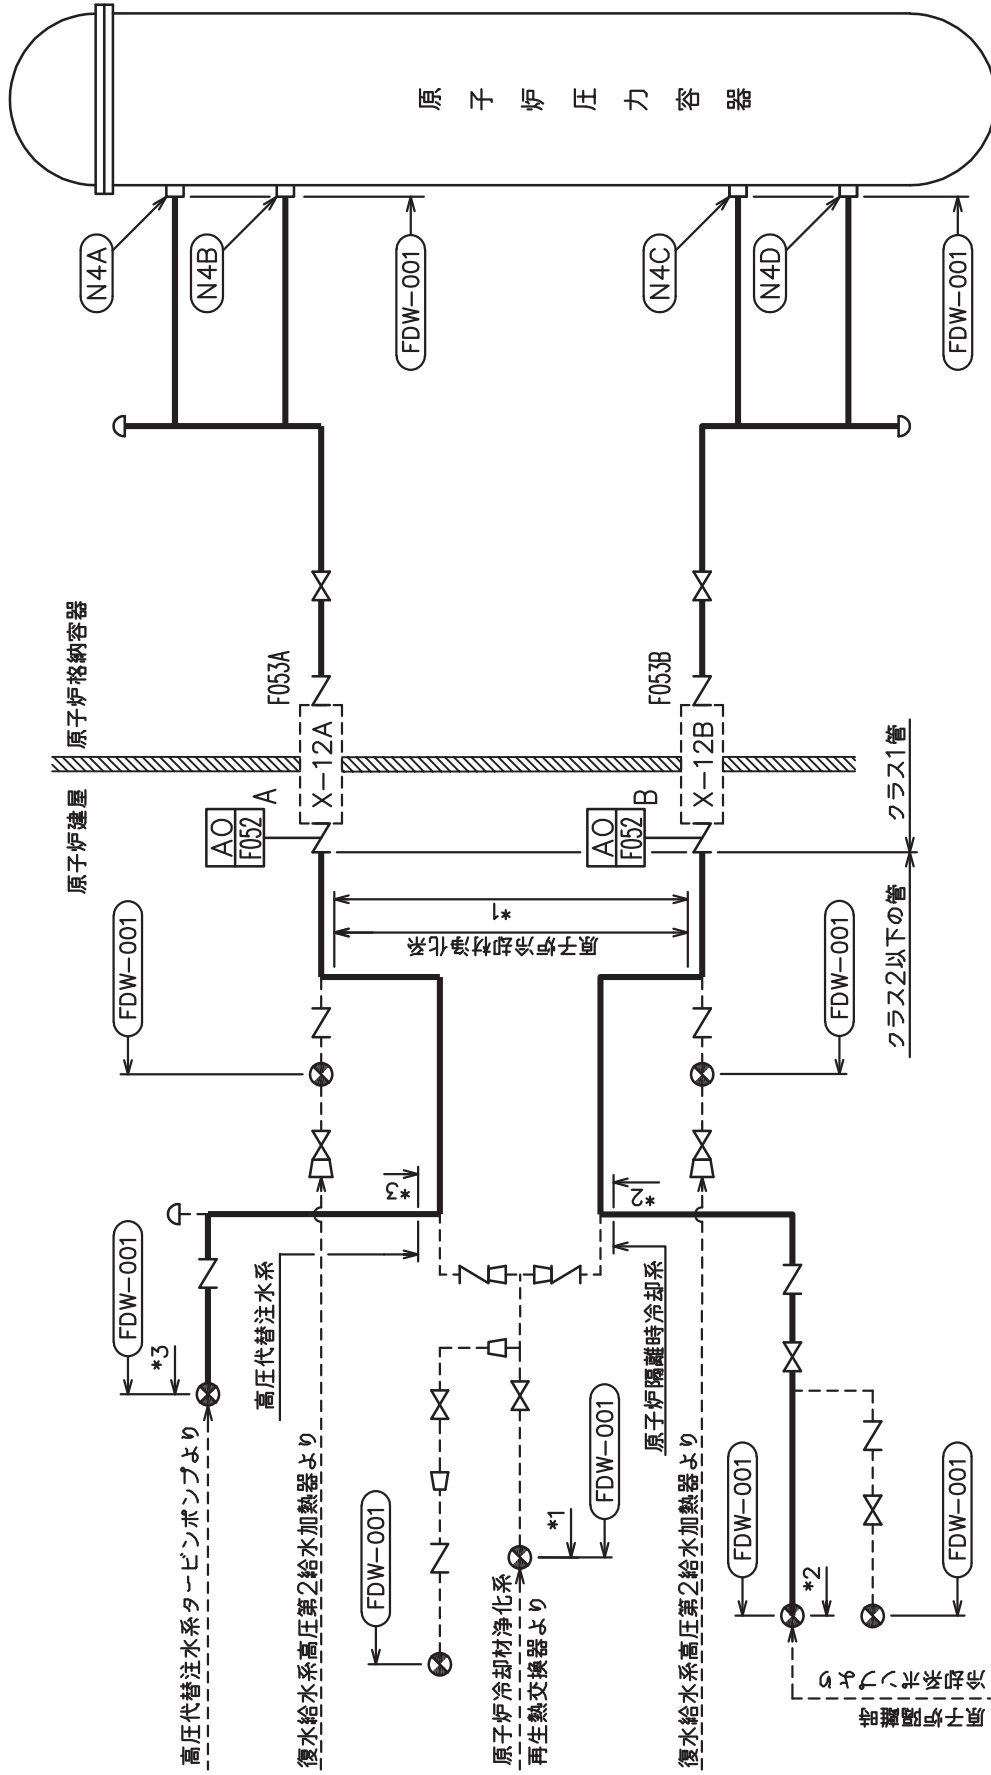 原子炉圧力容器
N4A
N4B
FDW-001
N4C
N4D
FDW-001
原子炉格納容器
原子炉建屋
F053A
X-12A
A
AO
F052
F053B
X-12B
B
AO
F052
クラス1管
クラス2以下の管
*1
原子炉冷却材浄化系
FDW-001
FDW-001
FDW-001
*3
*3
高圧代替注水系
*2
原子炉隔離時冷却系
高圧代替注水系タービンポンプより
復水給水系高圧第2給水加熱器より
FDW-001
*1
FDW-001
原子炉冷却材浄化系
再生熱交換器より
復水給水系高圧第2給水加熱器より
FDW-001
*2
FDW-001
原子炉隔離時
冷却系ポンプより